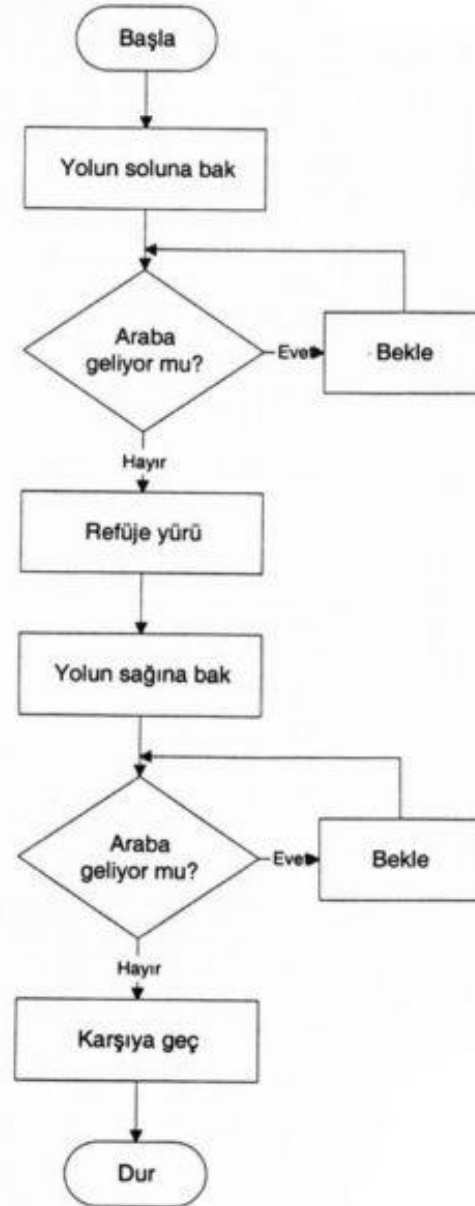 Başla
Yolun soluna bak
Araba
geliyor mu?
Evet
Bekle
Hayır
Refüje yürü
Yolun sağına bak
Araba
geliyor mu?
Evet
Bekle
Hayır
Karşıya geç
Dur